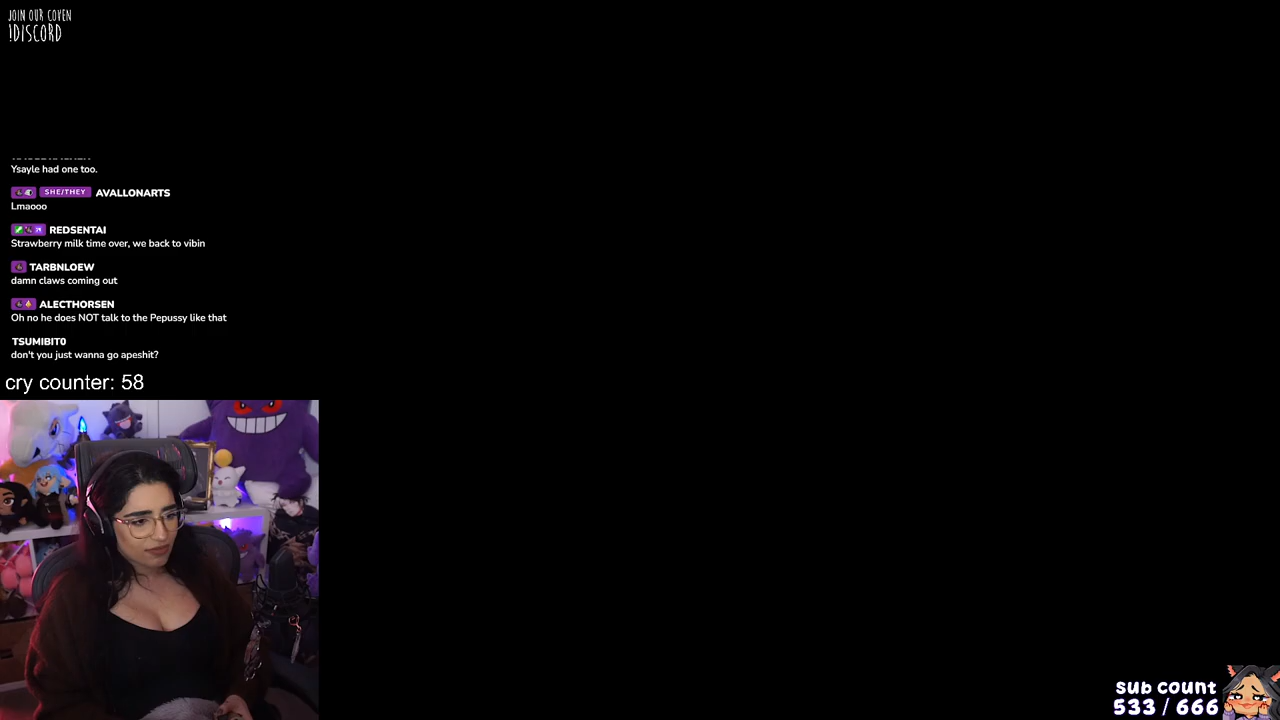 JOIN OUR COVEN
!DISCORD
Ysayle had one too.
SHE/THEY AVALLONARTS
Lmaooo
REDSENTAI
Strawberry milk time over, we back to vibin
TARBNLOEW
damn claws coming out
ALECTHORSEN
Oh no he does NOT talk to the Pepussy like that
TSUMIBIT0
don't you just wanna go apeshit?
cry counter: 58
sub count
533 / 666